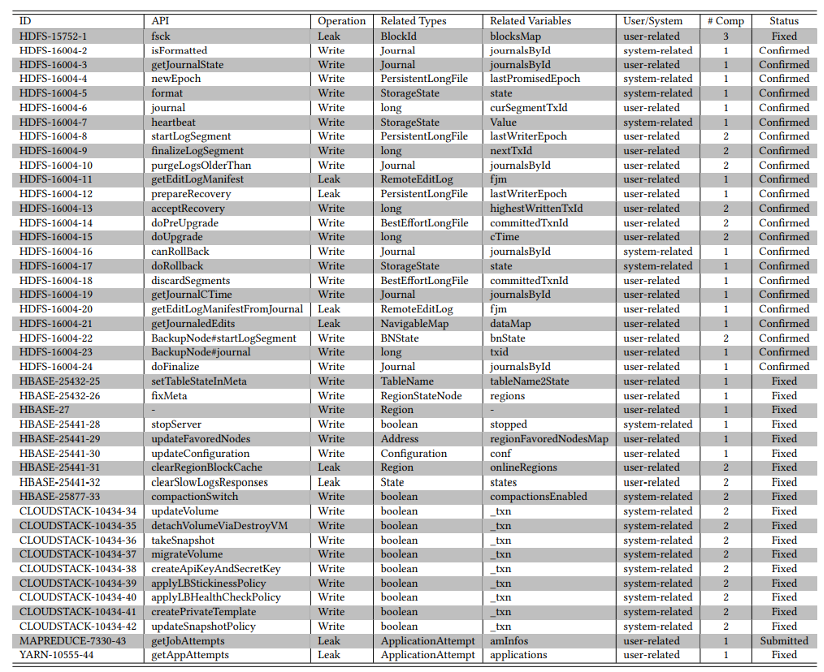 ID API Operation Related Types Related Variables User/System # Comp Status
HDFS-15752-1 fsck Leak BlockId blocksMap user-related 3 Fixed
HDFS-16004-2 isFormatted Write Journal journalsById system-related 1 Confirmed
HDFS-16004-3 getJournalState Write Journal journalsById user-related 1 Confirmed
HDFS-16004-4 newEpoch Write PersistentLongFile lastPromisedEpoch system-related 1 Confirmed
HDFS-16004-5 format Write StorageState state system-related 1 Confirmed
HDFS-16004-6 journal Write long curSegmentTxId user-related 1 Confirmed
HDFS-16004-7 heartbeat Write StorageState Value system-related 1 Confirmed
HDFS-16004-8 startLogSegment Write PersistentLongFile lastWriterEpoch user-related 2 Confirmed
HDFS-16004-9 finalizeLogSegment Write long nextTxId user-related 2 Confirmed
HDFS-16004-10 purgeLogsOlderThan Write Journal journalsById user-related 2 Confirmed
HDFS-16004-11 getEditLogManifest Leak RemoteEditLog fjm user-related 1 Confirmed
HDFS-16004-12 prepareRecovery Leak PersistentLongFile lastWriterEpoch user-related 1 Confirmed
HDFS-16004-13 acceptRecovery Write long highestWrittenTxId user-related 2 Confirmed
HDFS-16004-14 doPreUpgrade Write BestEffortLongFile committedTxnId user-related 2 Confirmed
HDFS-16004-15 doUpgrade Write long cTime user-related 2 Confirmed
HDFS-16004-16 canRollBack Write Journal journalsById system-related 1 Confirmed
HDFS-16004-17 doRollback Write StorageState state system-related 1 Confirmed
HDFS-16004-18 discardSegments Write BestEffortLongFile committedTxnId user-related 1 Confirmed
HDFS-16004-19 getJournalCTime Write Journal journalsById user-related 1 Confirmed
HDFS-16004-20 getEditLogManifestFromJournal Leak RemoteEditLog fjm user-related 1 Confirmed
HDFS-16004-21 getJournaledEdits Leak NavigableMap dataMap user-related 1 Confirmed
HDFS-16004-22 BackupNode#startLogSegment Write BNState bnState user-related 2 Confirmed
HDFS-16004-23 BackupNode#journal Write long txid user-related 1 Confirmed
HDFS-16004-24 doFinalize Write Journal journalsById user-related 1 Confirmed
HBASE-25432-25 setTableStateInMeta Write TableName tableName2State user-related 1 Fixed
HBASE-25432-26 fixMeta Write RegionStateNode regions user-related 1 Fixed
HBASE-27 - Write Region - user-related 1 Fixed
HBASE-25441-28 stopServer Write boolean stopped system-related 1 Fixed
HBASE-25441-29 updateFavoredNodes Write Address regionFavoredNodesMap user-related 1 Fixed
HBASE-25441-30 updateConfiguration Write Configuration conf user-related 1 Fixed
HBASE-25441-31 clearRegionBlockCache Leak Region onlineRegions user-related 2 Fixed
HBASE-25441-32 clearSlowLogsResponses Leak State states user-related 2 Fixed
HBASE-25877-33 compactionSwitch Write boolean compactionsEnabled system-related 2 Fixed
CLOUDSTACK-10434-34 updateVolume Write boolean _txn system-related 2 Fixed
CLOUDSTACK-10434-35 detachVolumeViaDestroyVM Write boolean _txn system-related 2 Fixed
CLOUDSTACK-10434-36 takeSnapshot Write boolean _txn system-related 2 Fixed
CLOUDSTACK-10434-37 migrateVolume Write boolean _txn system-related 2 Fixed
CLOUDSTACK-10434-38 createApiKeyAndSecretKey Write boolean _txn system-related 2 Fixed
CLOUDSTACK-10434-39 applyLBStickinessPolicy Write boolean _txn system-related 2 Fixed
CLOUDSTACK-10434-40 applyLBHealthCheckPolicy Write boolean _txn system-related 2 Fixed
CLOUDSTACK-10434-41 createPrivateTemplate Write boolean _txn system-related 2 Fixed
CLOUDSTACK-10434-42 updateSnapshotPolicy Write boolean _txn system-related 2 Fixed
MAPREDUCE-7330-43 getJobAttempts Leak ApplicationAttempt amInfos user-related 1 Submitted
YARN-10555-44 getAppAttempts Leak ApplicationAttempt applications user-related 1 Fixed